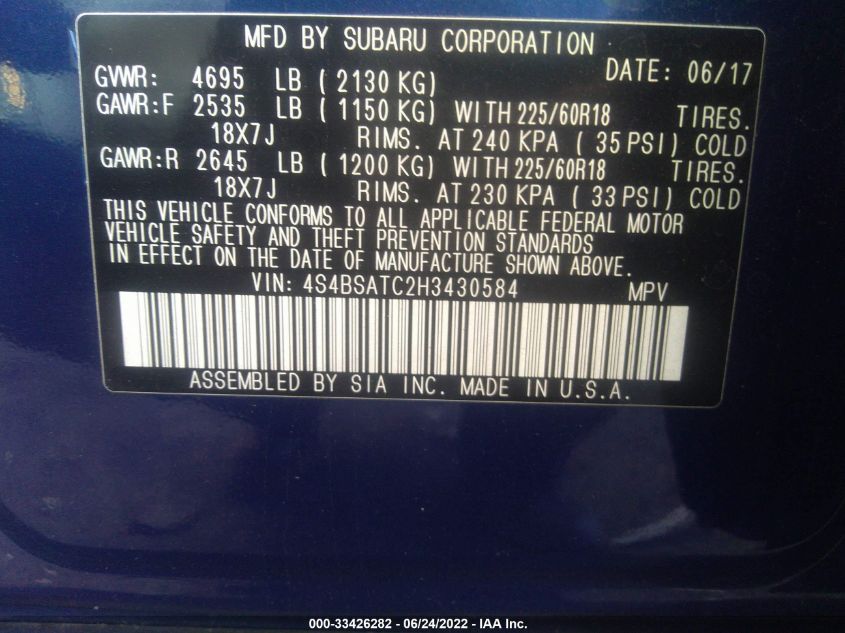 MFD BY SUBARU CORPORATION
DATE: 06/17
GVWR: 4695 LB ( 2130 KG)
GAWR:F 2535 LB ( 1150 KG) WITH 225/60R18 TIRES.
18X7J RIMS. AT 240 KPA ( 35 PSI) COLD
GAWR:R 2645 LB ( 1200 KG) WITH 225/60R18 TIRES.
18X7J RIMS. AT 230 KPA ( 33 PSI) COLD
THIS VEHICLE CONFORMS TO ALL APPLICABLE FEDERAL MOTOR
VEHICLE SAFETY AND THEFT PREVENTION STANDARDS
IN EFFECT ON THE DATE OF MANUFACTURE SHOWN ABOVE.
VIN: 4S4BSATC2H3430584 MPV
ASSEMBLED BY SIA INC. MADE IN U.S.A.
000-33426282 - 06/24/2022 - IAA Inc.